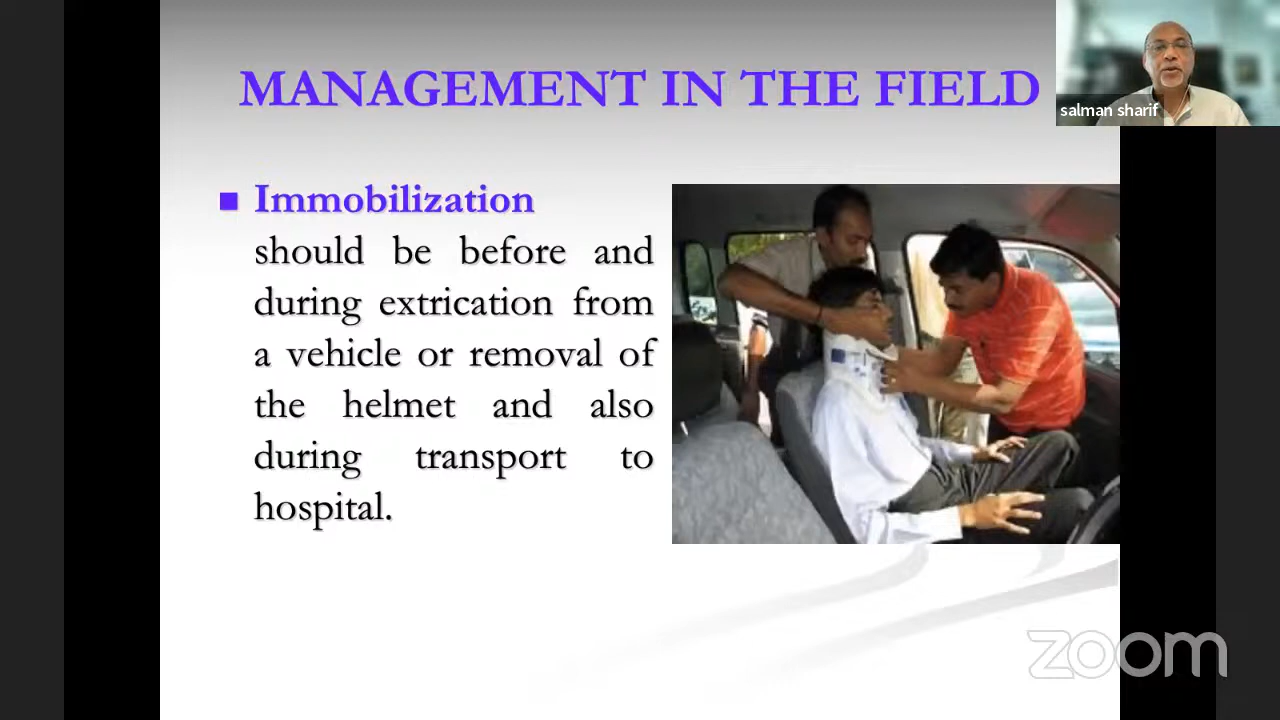 MANAGEMENT IN THE FIELD
salman sharif
■ Immobilization
should be before and
during extrication from
a vehicle or removal of
the helmet and also
during transport to
hospital.
zoom